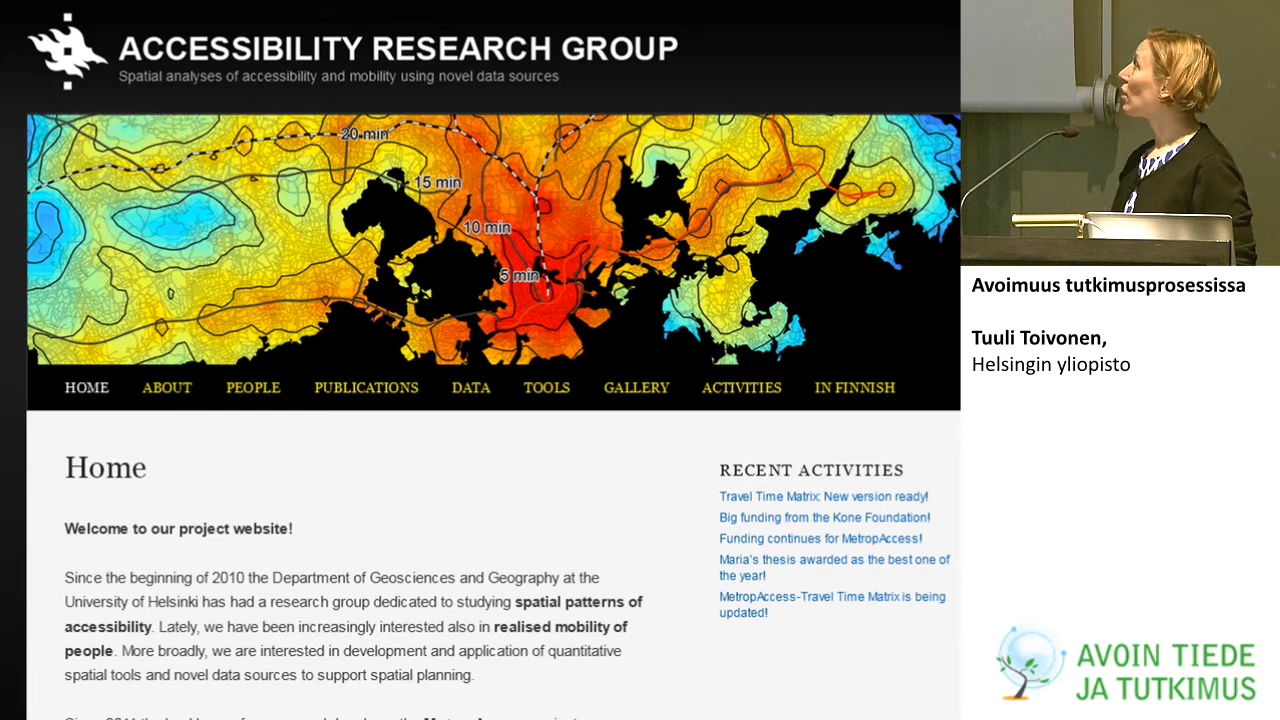 ACCESSIBILITY RESEARCH GROUP
Spatial analyses of accessibility and mobility using novel data sources
20 min
15 min
10 min
5 min
HOME ABOUT PEOPLE PUBLICATIONS DATA TOOLS GALLERY ACTIVITIES IN FINNISH
Home
Welcome to our project website!
Since the beginning of 2010 the Department of Geosciences and Geography at the
University of Helsinki has had a research group dedicated to studying spatial patterns of
accessibility. Lately, we have been increasingly interested also in realised mobility of
people. More broadly, we are interested in development and application of quantitative
spatial tools and novel data sources to support spatial planning.
RECENT ACTIVITIES
Travel Time Matrix: New version ready!
Big funding from the Kone Foundation!
Funding continues for MetropAccess!
Maria's thesis awarded as the best one of
the year!
MetropAccess-Travel Time Matrix is being
updated!
Avoimuus tutkimusprosessissa
Tuuli Toivonen,
Helsingin yliopisto
AVOIN TIEDE
JA TUTKIMUS